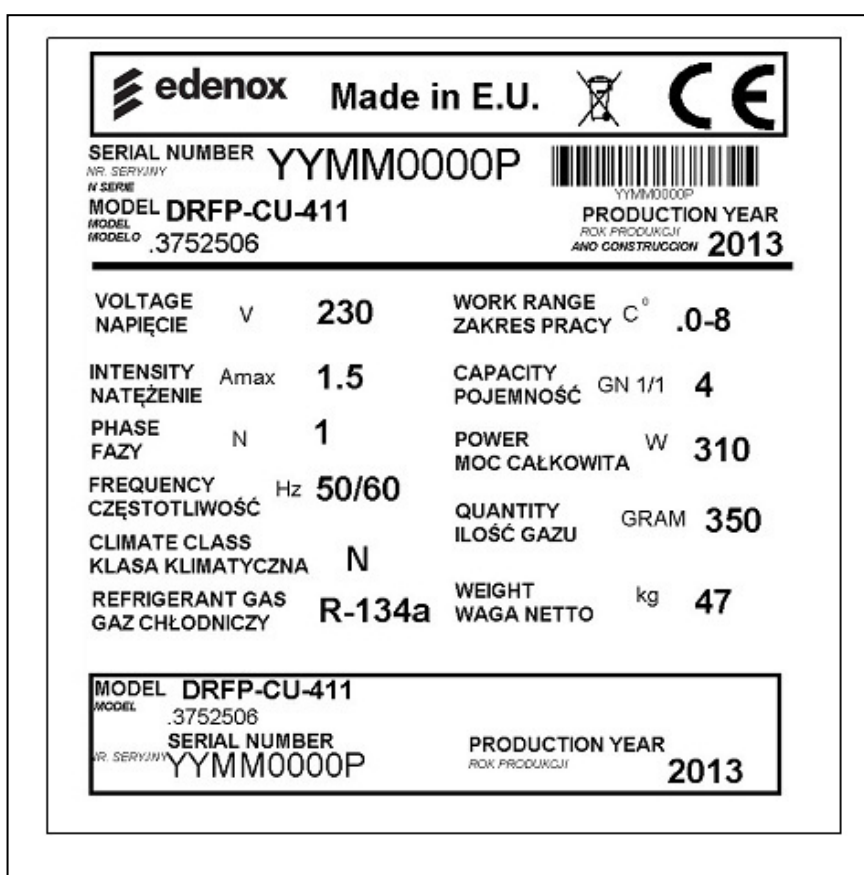 edenox Made in E.U. CE
SERIAL NUMBER YYMM0000P
NR. SERYJNY
N SERIE
YYMM0000P
MODEL DRFP-CU-411
MODEL
MODELO .3752506
PRODUCTION YEAR
ROK PRODUKCJI
ANO CONSTRUCCION 2013
VOLTAGE
NAPIĘCIE V 230
WORK RANGE
ZAKRES PRACY C° .0-8
INTENSITY
NATĘŻENIE Amax 1.5
CAPACITY
POJEMNOŚĆ GN 1/1 4
PHASE
FAZY N 1
POWER
MOC CAŁKOWITA W 310
FREQUENCY
CZĘSTOTLIWOŚĆ Hz 50/60
QUANTITY
ILOŚĆ GAZU GRAM 350
CLIMATE CLASS
KLASA KLIMATYCZNA N
REFRIGERANT GAS
GAZ CHŁODNICZY R-134a
WEIGHT
WAGA NETTO kg 47
MODEL DRFP-CU-411
MODEL
.3752506
SERIAL NUMBER
NR. SERYJNY YYMM0000P
PRODUCTION YEAR
ROK PRODUKCJI
2013